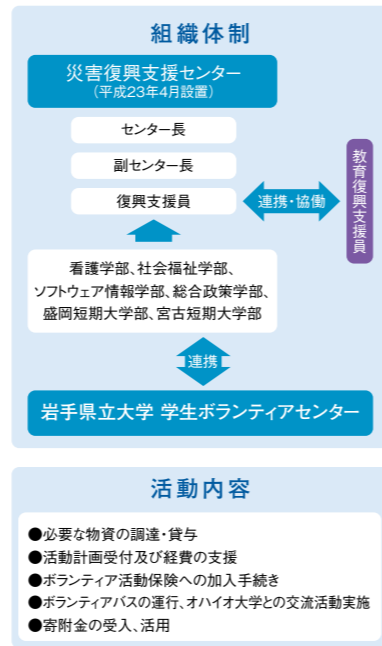 組織体制
災害復興支援センター
（平成23年4月設置）
センター長
副センター長
復興支援員
連携・協働
教育復興支援員
看護学部、社会福祉学部、
ソフトウェア情報学部、総合政策学部、
盛岡短期大学部、宮古短期大学部
連携
岩手県立大学 学生ボランティアセンター
活動内容
●必要な物資の調達・貸与
●活動計画受付及び経費の支援
●ボランティア活動保険への加入手続き
●ボランティアバスの運行、オハイオ大学との交流活動実施
●寄附金の受入、活用